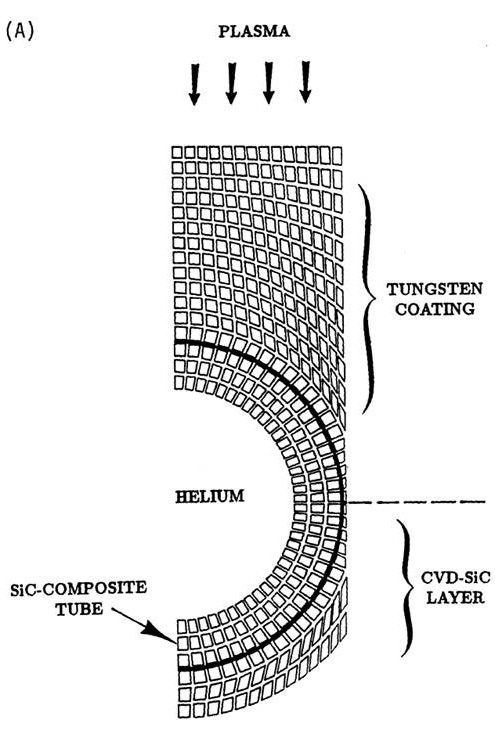 (A)
PLASMA
TUNGSTEN
COATING
HELIUM
SiC-COMPOSITE
TUBE
CVD-SiC
LAYER